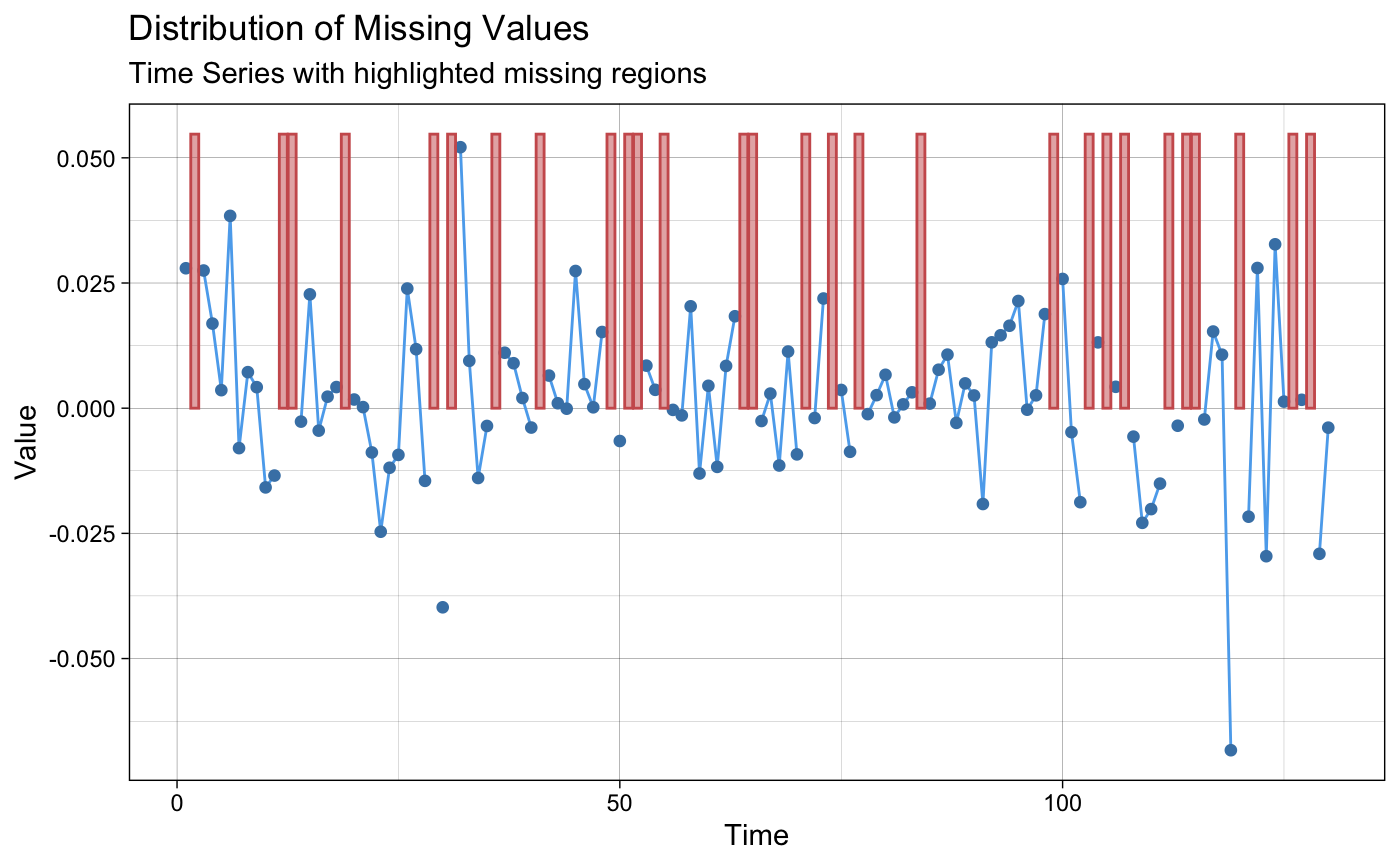 Distribution of Missing Values
Time Series with highlighted missing regions
0.050
0.025
0.000
-0.025
-0.050
Value
0 50 100
Time